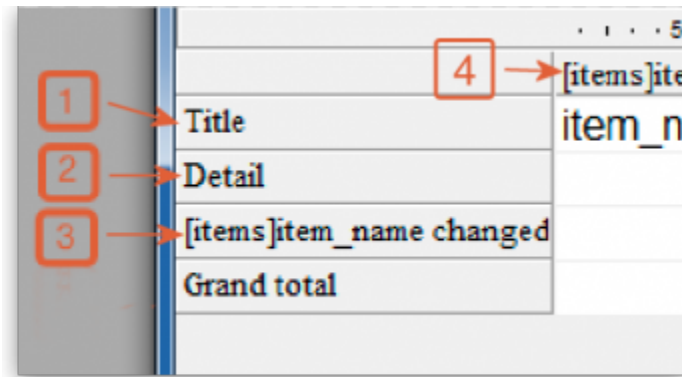 5
4 [items]ite
1 Title item_n
2 Detail
3 [items]item_name changed
Grand total